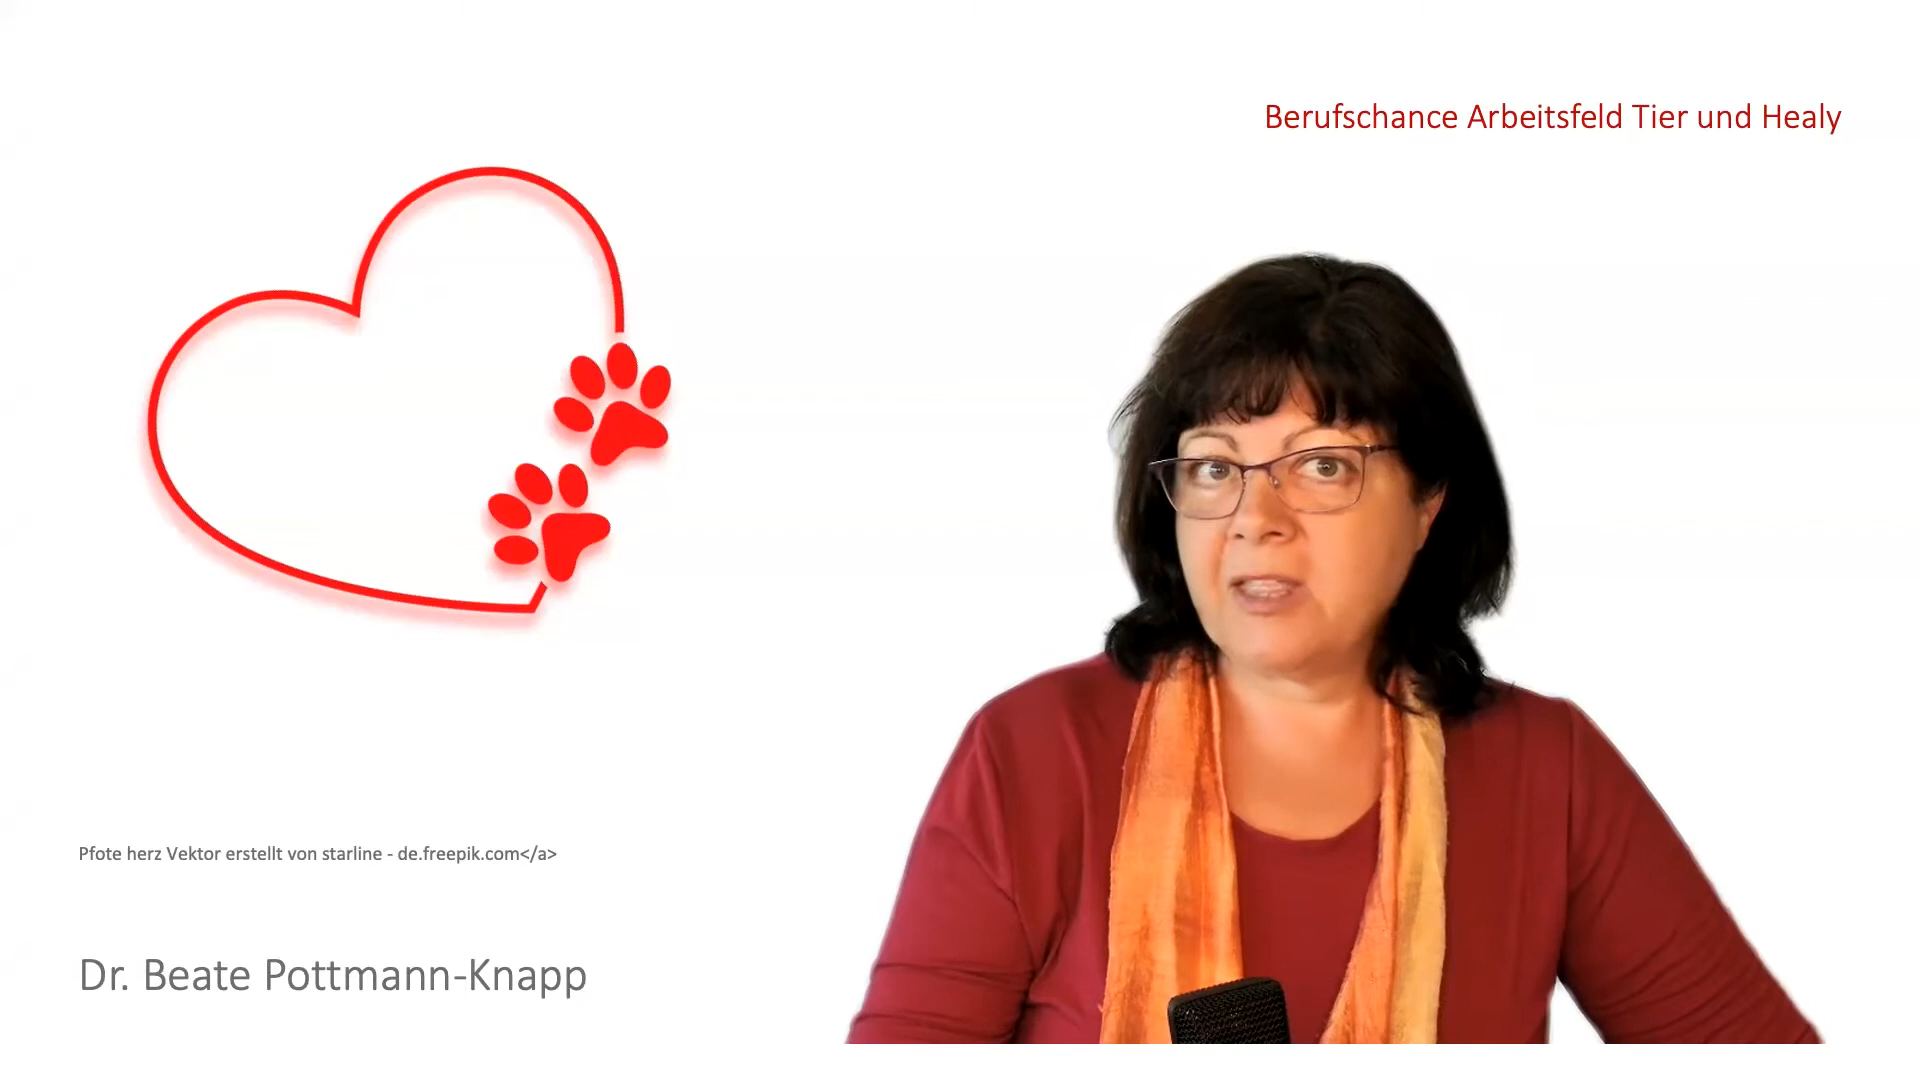 Berufschance Arbeitsfeld Tier und Healy
Pfote herz Vektor erstellt von starline - de.freepik.com</a>
Dr. Beate Pottmann-Knapp